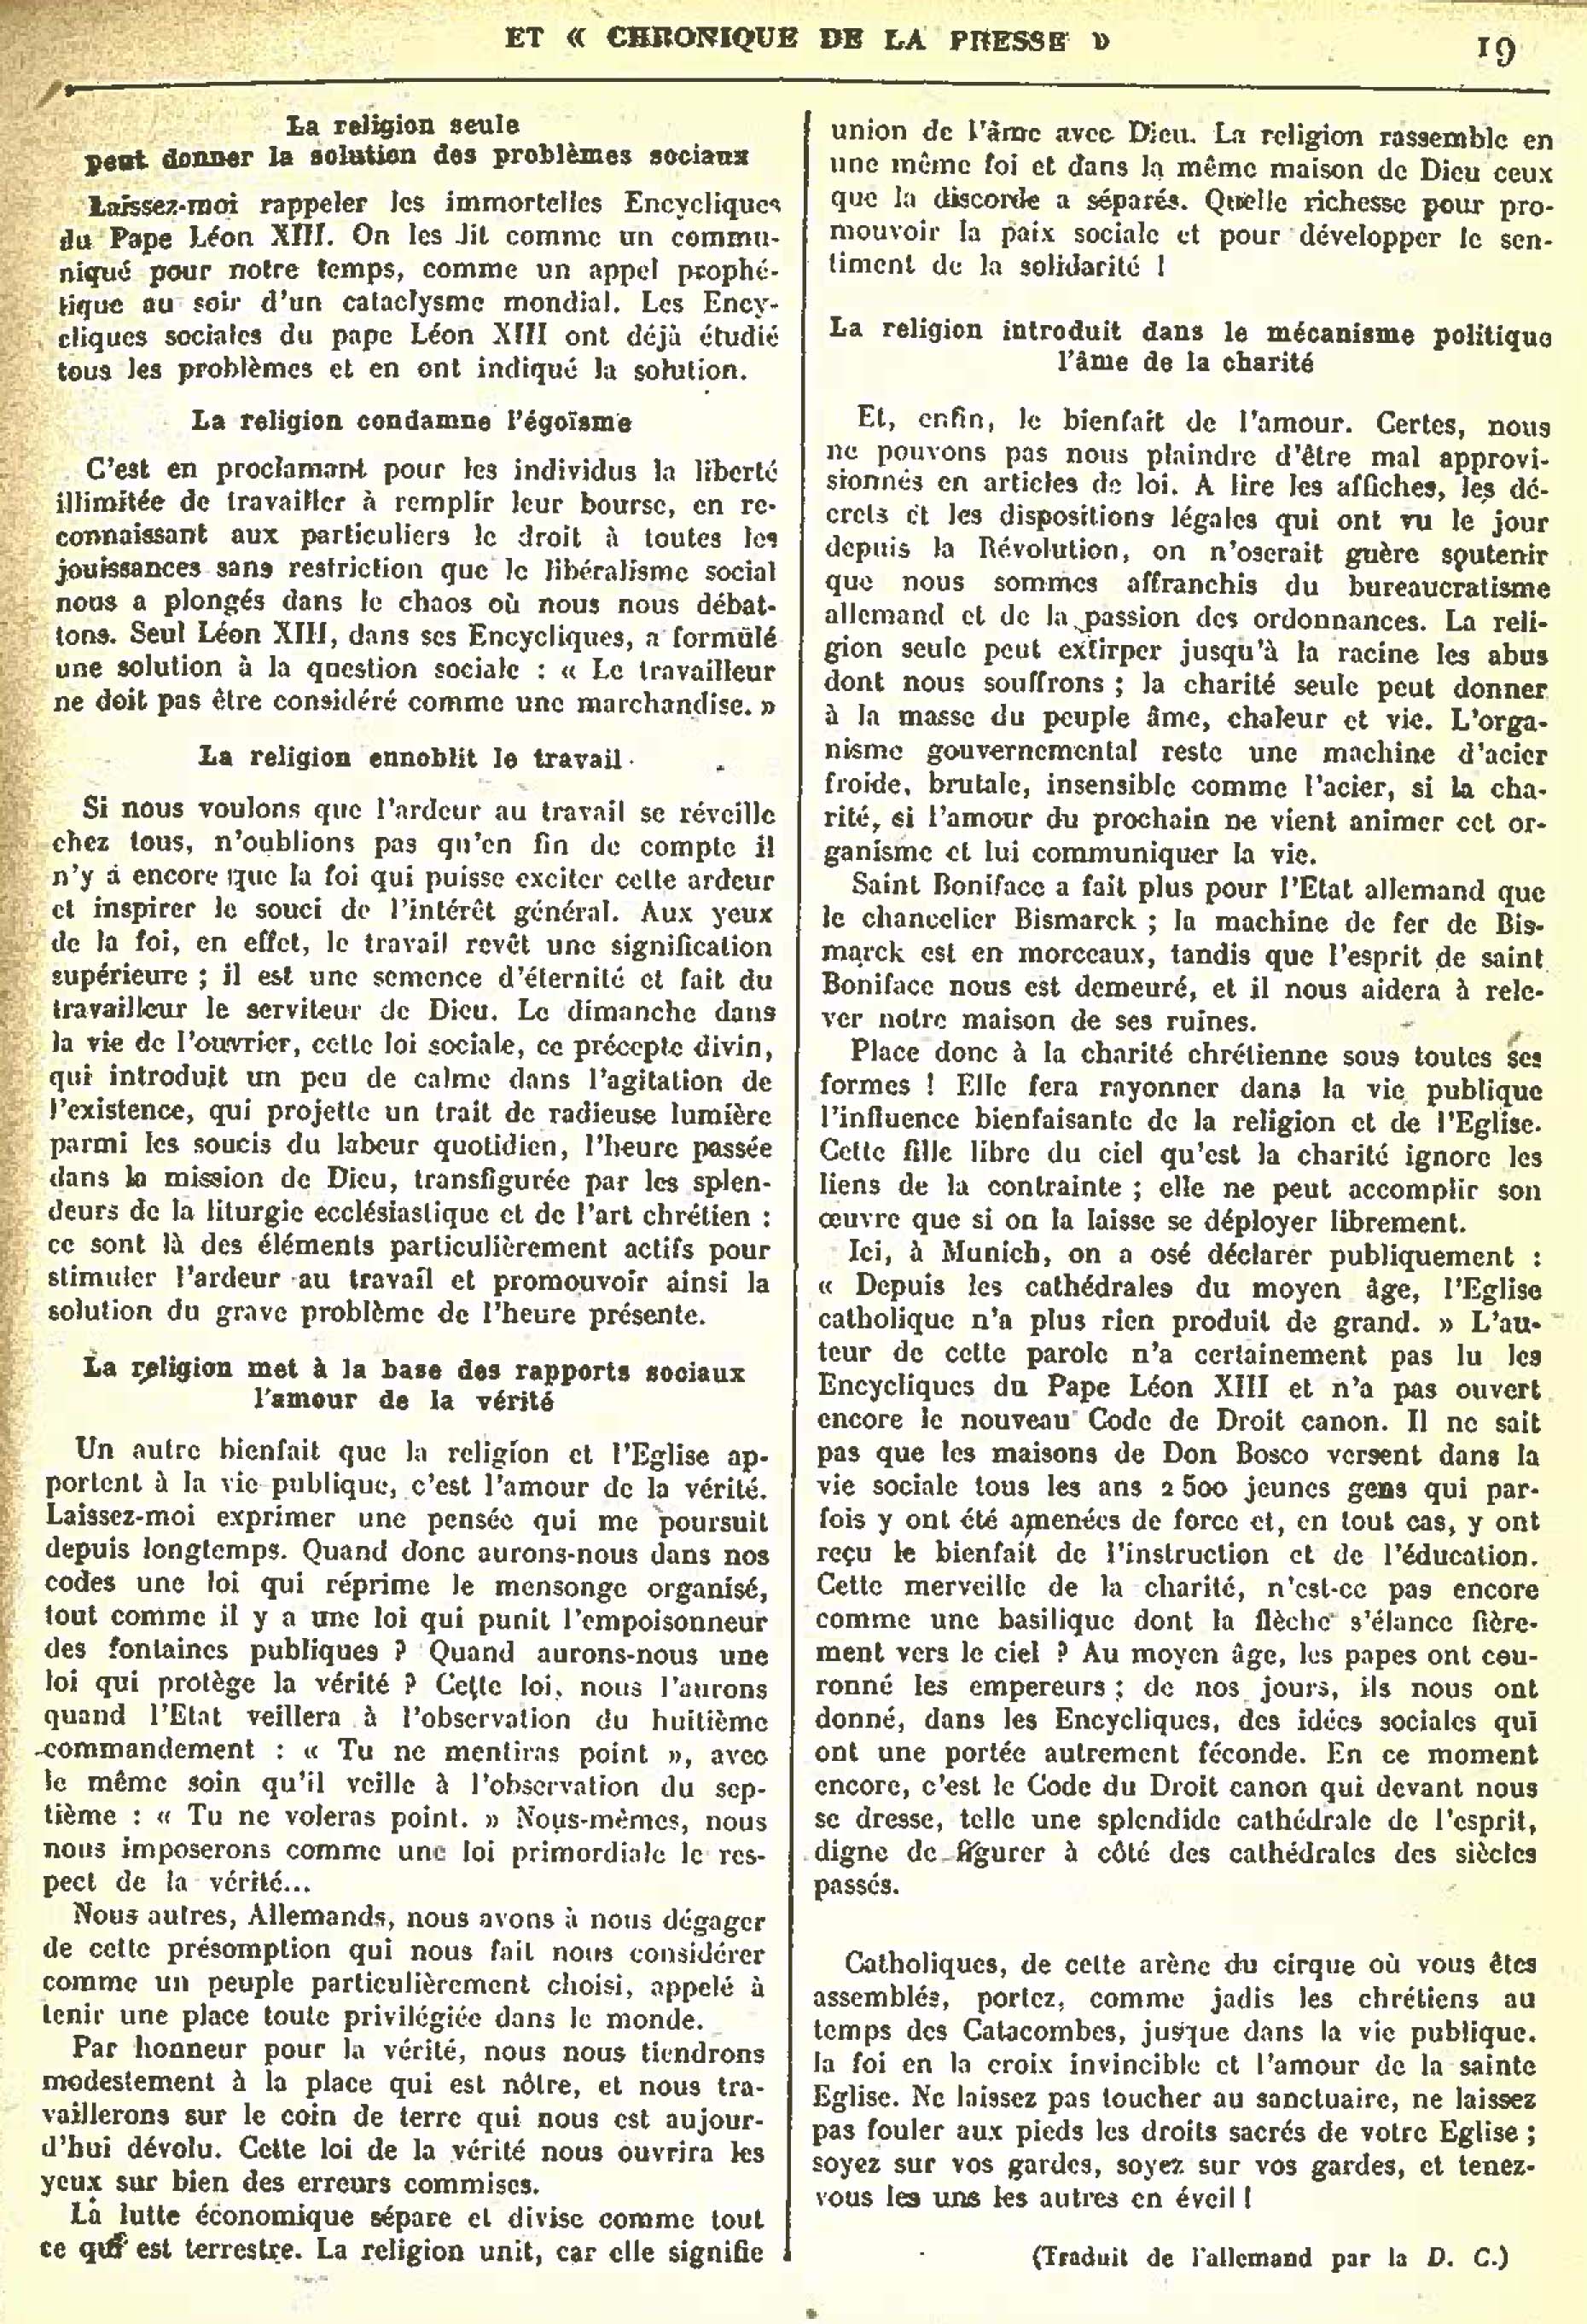 ET « CHRONIQUE DE LA PRESSE »
19
La religion seule
peut donner la solution des problèmes sociaux
Laissez-moi rappeler les immortelles Encycliques
du Pape Léon XIII. On les lit comme un commu-
niqué pour notre temps, comme un appel prophé-
tique au soir d'un cataclysme mondial. Les Ency-
cliques sociales du pape Léon XIII ont déjà étudié
tous les problèmes et en ont indiqué la solution.
La religion condamne l'égoïsme
C'est en proclamant pour les individus la liberté
illimitée de travailler à remplir leur bourse, en re-
connaissant aux particuliers le droit à toutes les
jouissances sans restriction que le libéralisme social
nous a plongés dans le chaos où nous nous débat-
tons. Seul Léon XIII, dans ses Encycliques, a formulé
une solution à la question sociale : « Le travailleur
ne doit pas être considéré comme une marchandise. »
La religion ennoblit le travail
Si nous voulons que l'ardeur au travail se réveille
chez tous, n'oublions pas qu'en fin de compte il
n'y a encore que la foi qui puisse exciter cette ardeur
et inspirer le souci de l'intérêt général. Aux yeux
de la foi, en effet, le travail revêt une signification
supérieure ; il est une semence d'éternité et fait du
travailleur le serviteur de Dieu. Le dimanche dans
la vie de l'ouvrier, cette loi sociale, ce précepte divin,
qui introduit un peu de calme dans l'agitation de
l'existence, qui projette un trait de radieuse lumière
parmi les soucis du labeur quotidien, l'heure passée
dans la mission de Dieu, transfigurée par les splen-
deurs de la liturgie ecclésiastique et de l'art chrétien :
ce sont là des éléments particulièrement actifs pour
stimuler l'ardeur au travail et promouvoir ainsi la
solution du grave problème de l'heure présente.
La religion met à la base des rapports sociaux
l'amour de la vérité
Un autre bienfait que la religion et l'Eglise ap-
portent à la vie publique, c'est l'amour de la vérité.
Laissez-moi exprimer une pensée qui me poursuit
depuis longtemps. Quand donc aurons-nous dans nos
codes une loi qui réprime le mensonge organisé,
tout comme il y a une loi qui punit l'empoisonneur
des fontaines publiques ? Quand aurons-nous une
loi qui protège la vérité ? Cette loi, nous l'aurons
quand l'Etat veillera à l'observation du huitième
commandement : « Tu ne mentiras point », avec
le même soin qu'il veille à l'observation du sep-
tième : « Tu ne voleras point. » Nous-mêmes, nous
nous imposerons comme une loi primordiale le res-
pect de la vérité...
Nous autres, Allemands, nous avons à nous dégager
de cette présomption qui nous fait nous considérer
comme un peuple particulièrement choisi, appelé à
tenir une place toute privilégiée dans le monde.
Par honneur pour la vérité, nous nous tiendrons
modestement à la place qui est nôtre, et nous tra-
vaillerons sur le coin de terre qui nous est aujour-
d'hui dévolu. Cette loi de la vérité nous ouvrira les
yeux sur bien des erreurs commises.
La lutte économique sépare et divise comme tout
ce qui est terrestre. La religion unit, car elle signifie
union de l'âme avec Dieu. La religion rassemble en
une même foi et dans la même maison de Dieu ceux
que la discorde a séparés. Quelle richesse pour pro-
mouvoir la paix sociale et pour développer le sen-
timent de la solidarité !
La religion introduit dans le mécanisme politique
l'âme de la charité
Et, enfin, le bienfait de l'amour. Certes, nous
ne pouvons pas nous plaindre d'être mal approvi-
sionnés en articles de loi. A lire les affiches, les dé-
crets et les dispositions légales qui ont vu le jour
depuis la Révolution, on n'oserait guère soutenir
que nous sommes affranchis du bureaucratisme
allemand et de la passion des ordonnances. La reli-
gion seule peut extirper jusqu'à la racine les abus
dont nous souffrons ; la charité seule peut donner
à la masse du peuple âme, chaleur et vie. L'orga-
nisme gouvernemental reste une machine d'acier
froide, brutale, insensible comme l'acier, si la cha-
rité, si l'amour du prochain ne vient animer cet or-
ganisme et lui communiquer la vie.
Saint Boniface a fait plus pour l'Etat allemand que
le chancelier Bismarck ; la machine de fer de Bis-
marck est en morceaux, tandis que l'esprit de saint
Boniface nous est demeuré, et il nous aidera à rele-
ver notre maison de ses ruines.
Place donc à la charité chrétienne sous toutes ses
formes ! Elle fera rayonner dans la vie publique
l'influence bienfaisante de la religion et de l'Eglise.
Cette fille libre du ciel qu'est la charité ignore les
liens de la contrainte ; elle ne peut accomplir son
œuvre que si on la laisse se déployer librement.
Ici, à Munich, on a osé déclarer publiquement :
« Depuis les cathédrales du moyen âge, l'Eglise
catholique n'a plus rien produit de grand. » L'au-
teur de cette parole n'a certainement pas lu les
Encycliques du Pape Léon XIII et n'a pas ouvert
encore le nouveau Code de Droit canon. Il ne sait
pas que les maisons de Don Bosco versent dans la
vie sociale tous les ans 2 500 jeunes gens qui par-
fois y ont été amenées de force et, en tout cas, y ont
reçu le bienfait de l'instruction et de l'éducation.
Cette merveille de la charité, n'est-ce pas encore
comme une basilique dont la flèche s'élance fière-
ment vers le ciel ? Au moyen âge, les papes ont cou-
ronné les empereurs ; de nos jours, ils nous ont
donné, dans les Encycliques, des idées sociales qui
ont une portée autrement féconde. En ce moment
encore, c'est le Code du Droit canon qui devant nous
se dresse, telle une splendide cathédrale de l'esprit,
digne de figurer à côté des cathédrales des siècles
passés.
Catholiques, de cette arène du cirque où vous êtes
assemblés, portez, comme jadis les chrétiens au
temps des Catacombes, jusque dans la vie publique,
la foi en la croix invincible et l'amour de la sainte
Eglise. Ne laissez pas toucher au sanctuaire, ne laissez
pas fouler aux pieds les droits sacrés de votre Eglise ;
soyez sur vos gardes, soyez sur vos gardes, et tenez-
vous les uns les autres en éveil !
(Traduit de l'allemand par la D. C.)